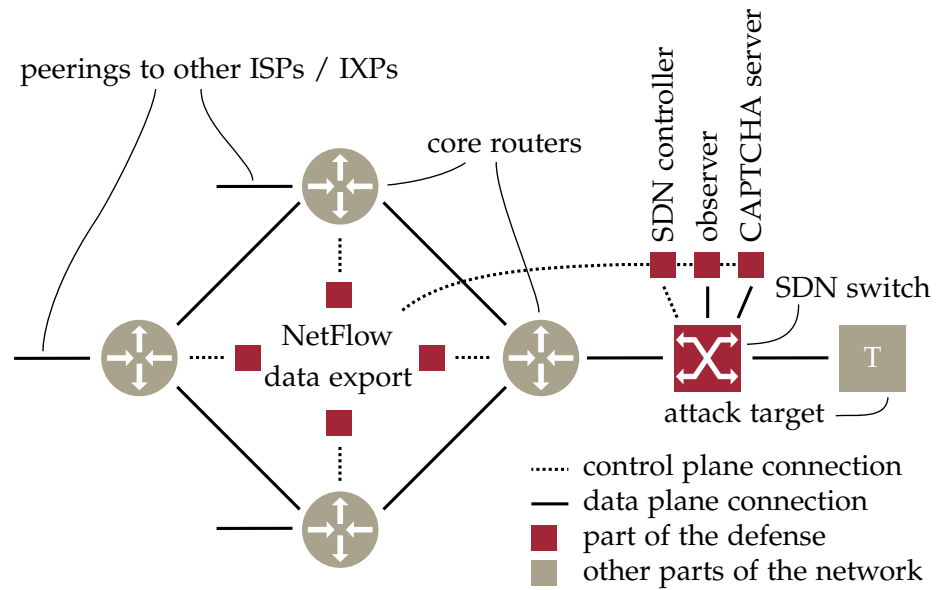 peerings to other ISPs / IXPs
core routers
SDN controller
observer
CAPTCHA server
SDN switch
NetFlow
data export
T
attack target
control plane connection
data plane connection
part of the defense
other parts of the network